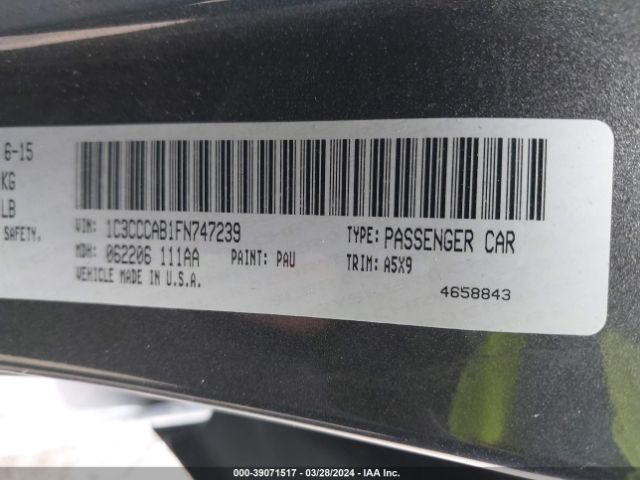 6-15
KG
LB
SAFETY.
VIN: 1C3CCCAB1FN747239 TYPE: PASSENGER CAR
MDH: 062206 111AA PAINT: PAU TRIM: A5X9
VEHICLE MADE IN U.S.A.
4658843
000-39071517 | 03/28/2024 | IAA Inc.